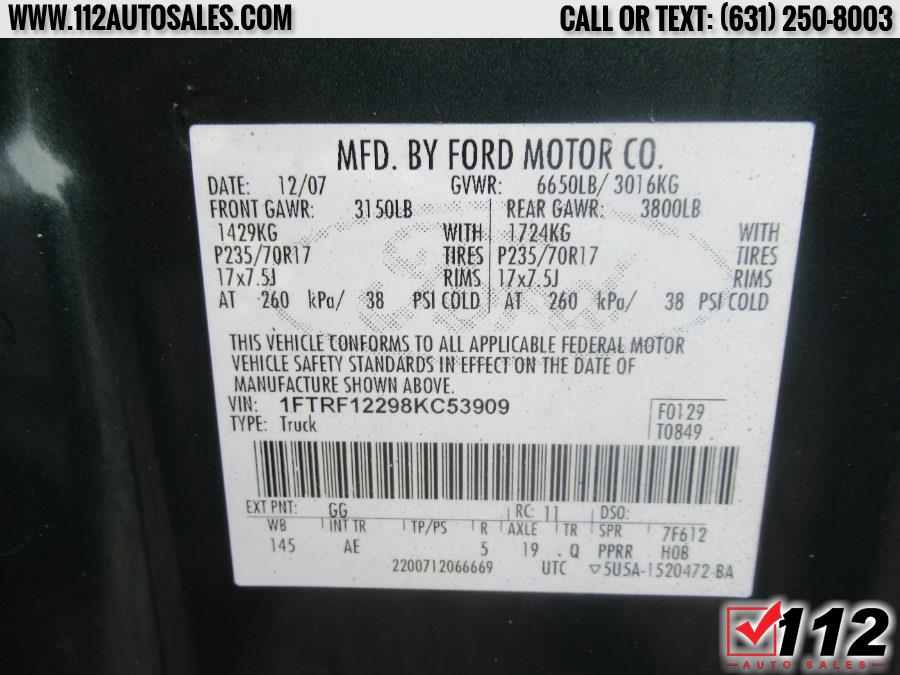 WWW.112AUTOSALES.COM CALL OR TEXT: (631) 250-8003
MFD. BY FORD MOTOR CO.
DATE: 12/07 GVWR: 6650LB/ 3016KG
FRONT GAWR: 3150LB REAR GAWR: 3800LB
1429KG WITH 1724KG WITH
P235/70R17 TIRES P235/70R17 TIRES
17x7.5J RIMS 17x7.5J RIMS
AT 260 kPa/ 38 PSI COLD AT 260 kPa/ 38 PSI COLD
THIS VEHICLE CONFORMS TO ALL APPLICABLE FEDERAL MOTOR
VEHICLE SAFETY STANDARDS IN EFFECT ON THE DATE OF
MANUFACTURE SHOWN ABOVE.
VIN: 1FTRF12298KC53909 F0129
TYPE: Truck T0849
EXT PNT: GG RC: 11 DSO:
WB INT TR TP/PS R AXLE TR SPR 7F612
145 AE 5 19 Q PPRR H0B
2200712066669 UTC ▽5U5A-1520472-BA
112
AUTO SALES